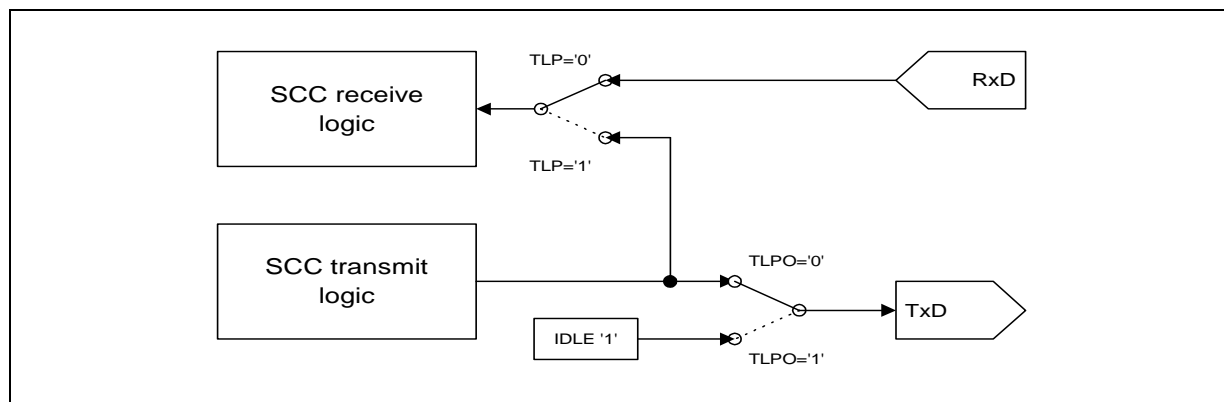 TLP='0'
RxD
SCC receive
logic
TLP='1'
SCC transmit
logic
TLPO='0'
TxD
IDLE '1'
TLPO='1'